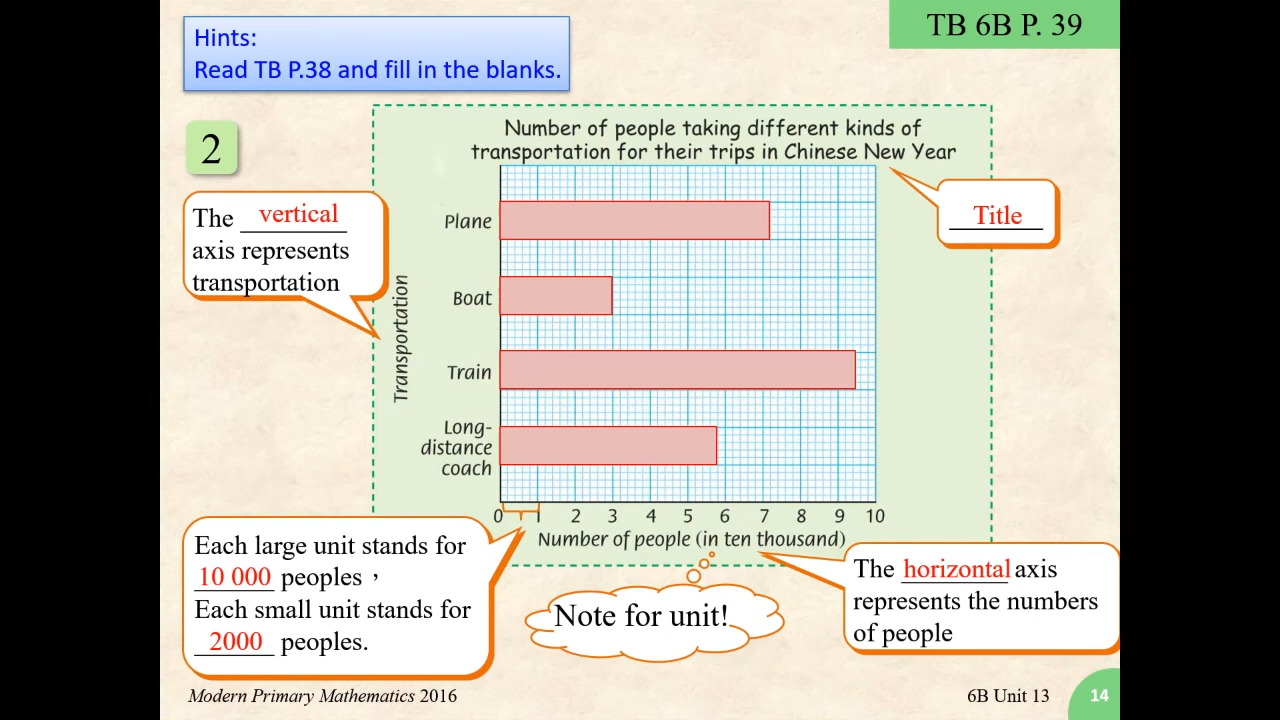 Hints:
Read TB P.38 and fill in the blanks.
TB 6B P. 39
2
Number of people taking different kinds of
transportation for their trips in Chinese New Year
Title
The vertical
axis represents
transportation
Transportation
Plane
Boat
Train
Long-
distance
coach
0 1 2 3 4 5 6 7 8 9 10
Number of people (in ten thousand)
Each large unit stands for
10 000 peoples，
Each small unit stands for
2000 peoples.
Note for unit!
The horizontal axis
represents the numbers
of people
Modern Primary Mathematics 2016
6B Unit 13
14